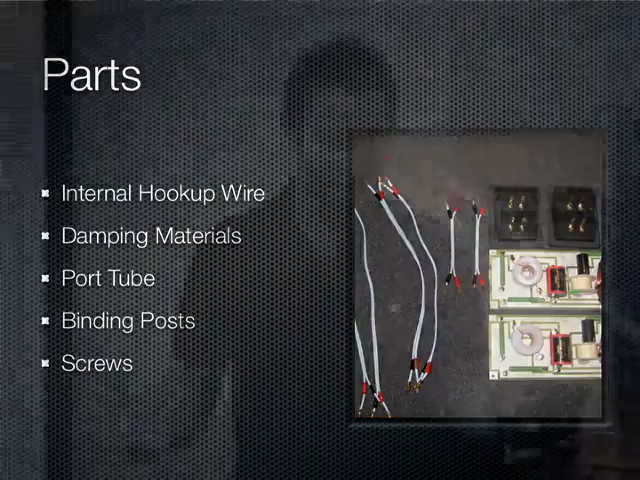 Parts
Internal Hookup Wire
Damping Materials
Port Tube
Binding Posts
Screws